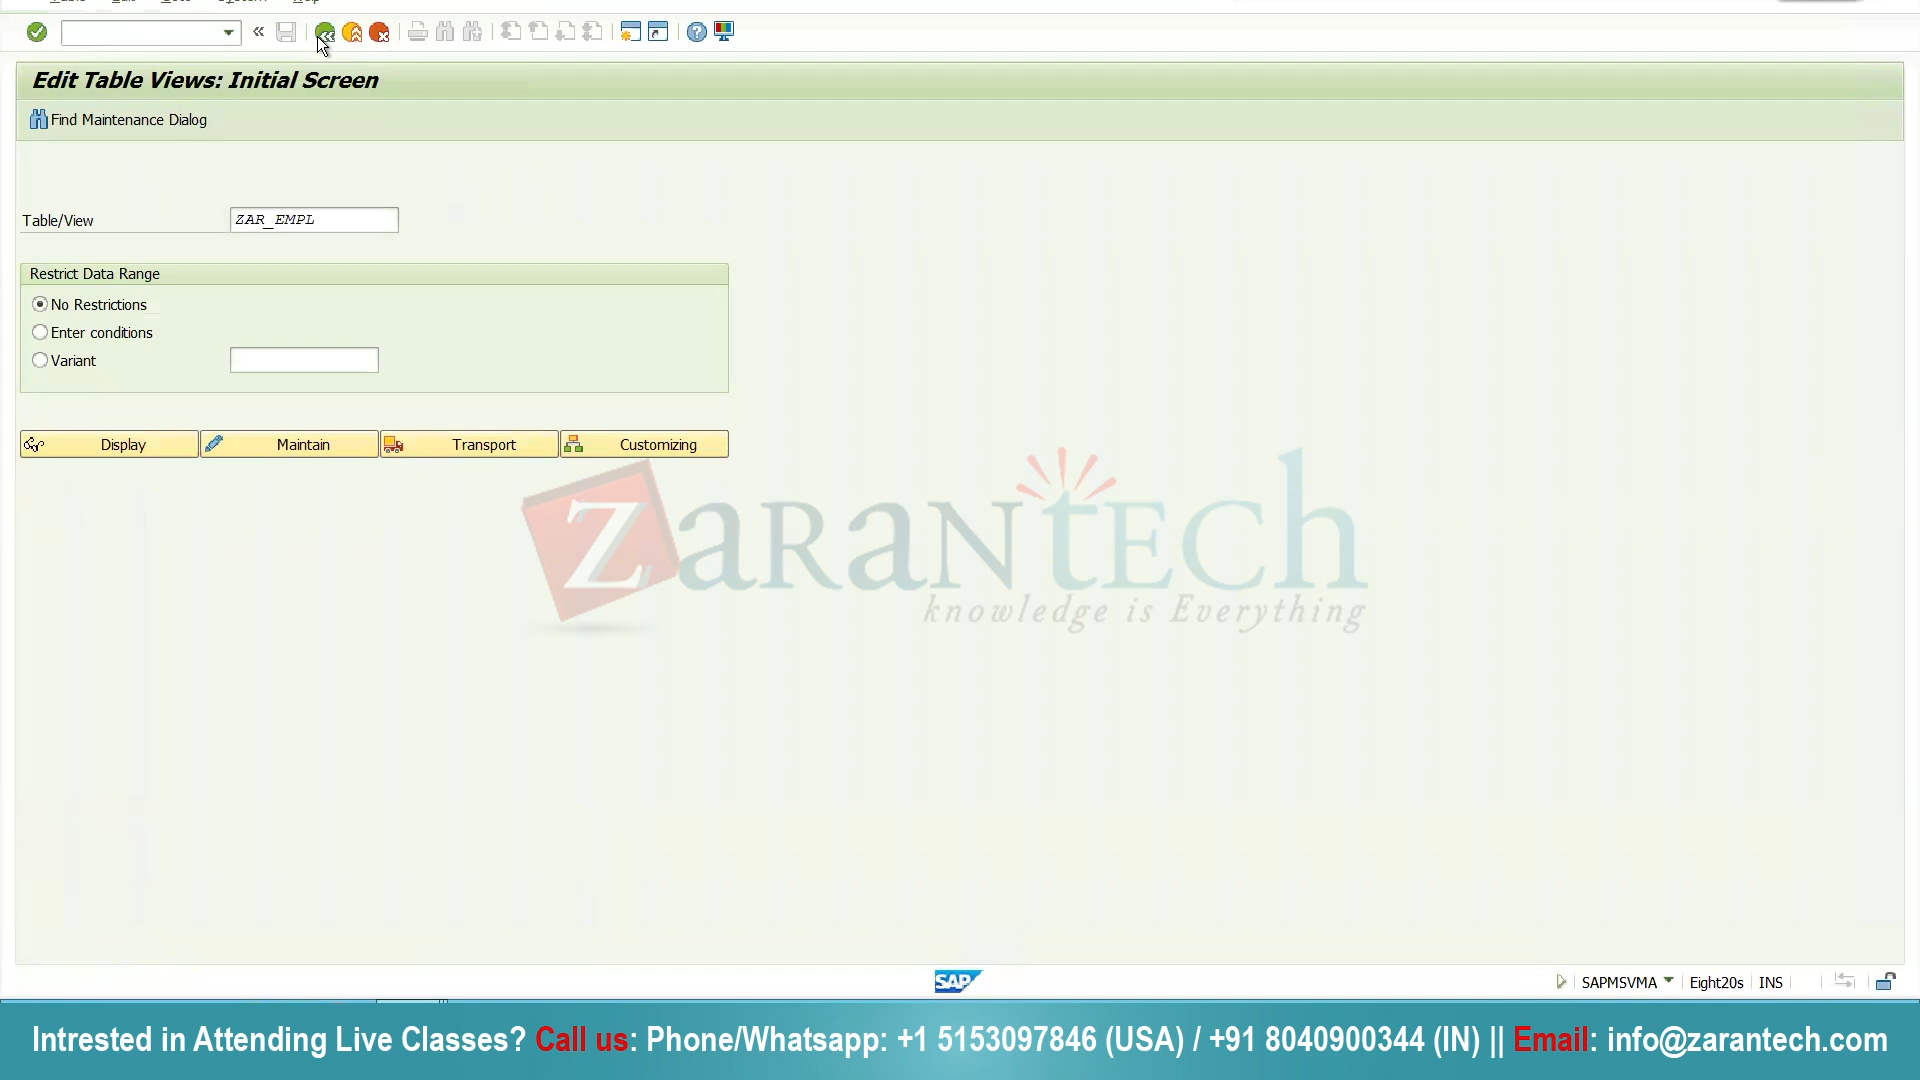 Edit Table Views: Initial Screen
Find Maintenance Dialog
Table/View ZAR_EMPL
Restrict Data Range
No Restrictions
Enter conditions
Variant
Display Maintain Transport Customizing
ZaranTech
knowledge is Everything
SAP SAPMSVMA Eight20s INS
Intrested in Attending Live Classes? Call us: Phone/Whatsapp: +1 5153097846 (USA) / +91 8040900344 (IN) || Email: info@zarantech.com